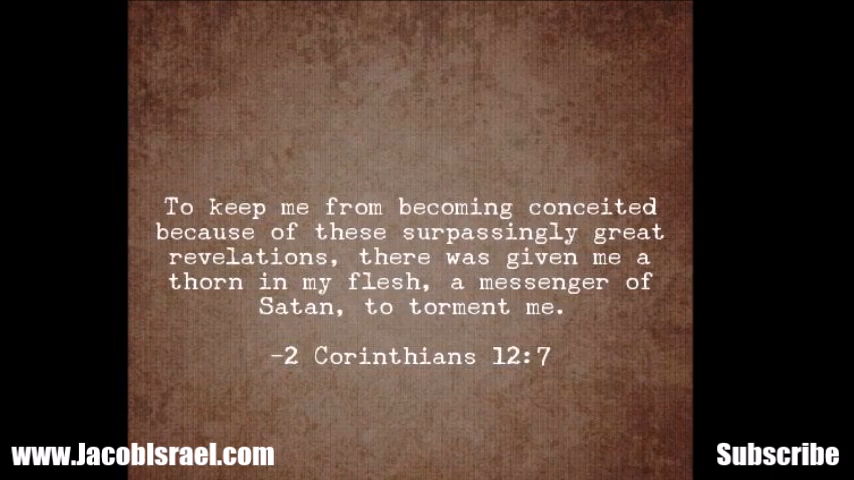 To keep me from becoming conceited
because of these surpassingly great
revelations, there was given me a
thorn in my flesh, a messenger of
Satan, to torment me.
-2 Corinthians 12:7
www.JacobIsrael.com
Subscribe